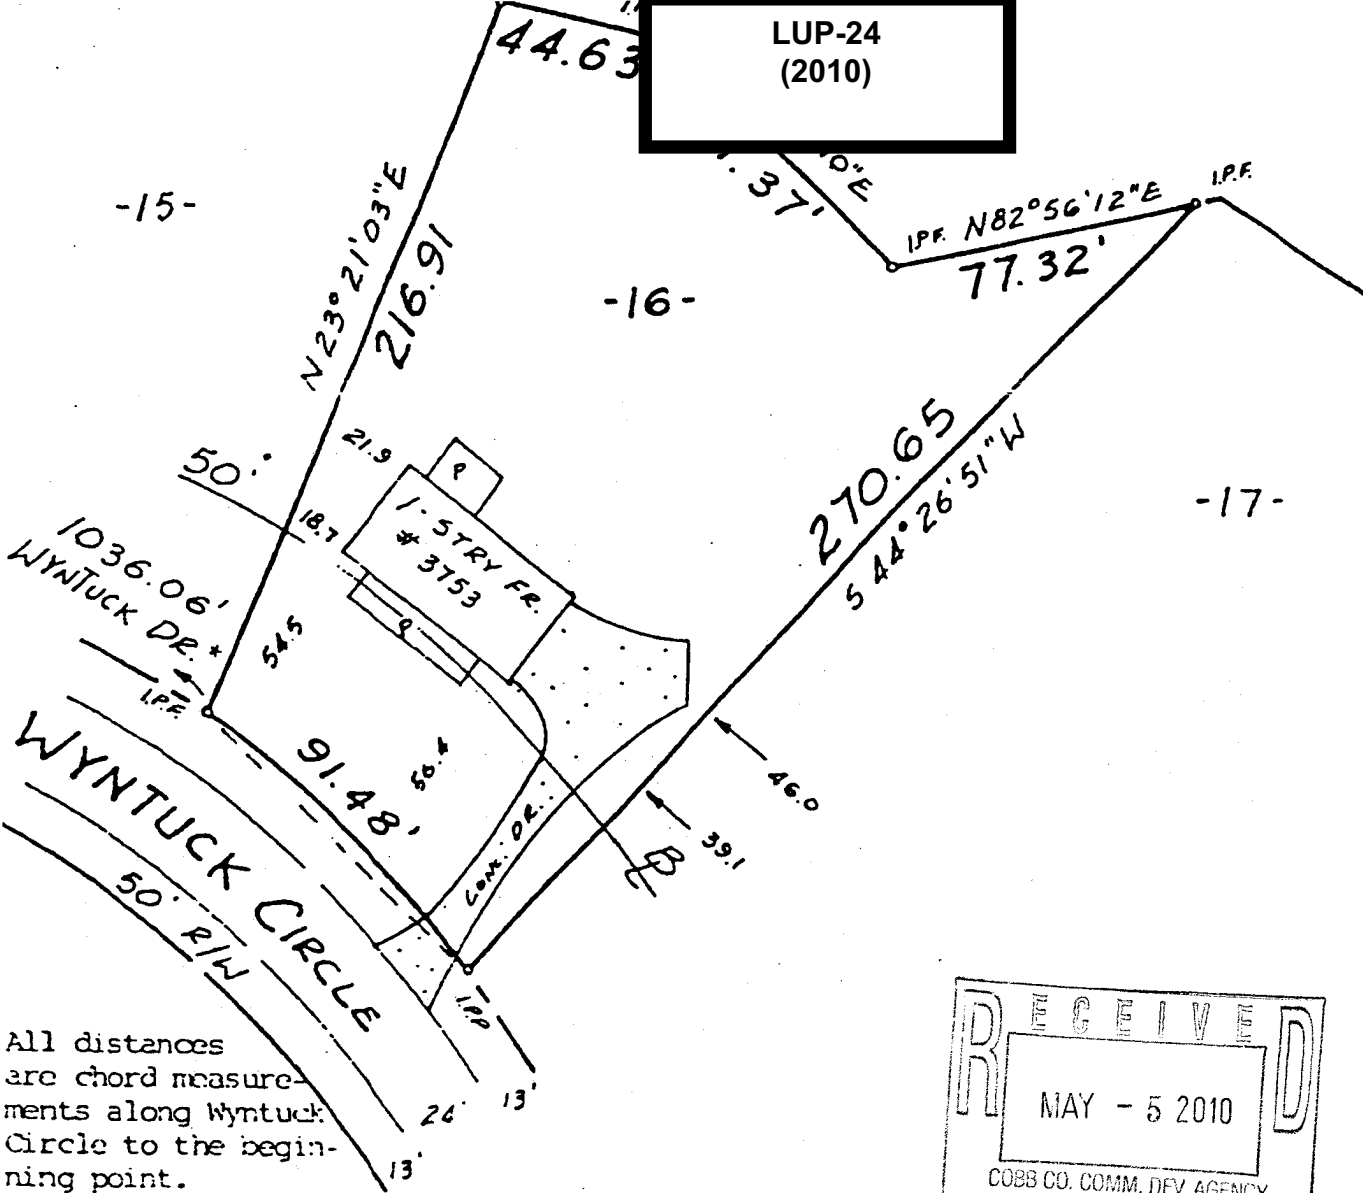 LUP-24
(2010)
44.63
.37'
0"E
-15-
N23°21'03"E
216.91
-16-
I.P.F.
N82°56'12"E
I.P.F.
77.32'
270.65
S 44°26'51"W
-17-
50'
21.9
18.7
P
1-STRY FR.
# 3753
P
1036.06'
WYNTUCK DR.*
I.P.F.
54.5
56.4
91.48'
CONC. DR.
46.0
39.1
B
L
WYNTUCK CIRCLE
50' R/W
I.P.P
13'
24'
13'
All distances
are chord measure-
ments along Wyntuck
Circle to the begin-
ning point.
RECEIVED
MAY - 5 2010
COBB CO. COMM. DEV. AGENCY